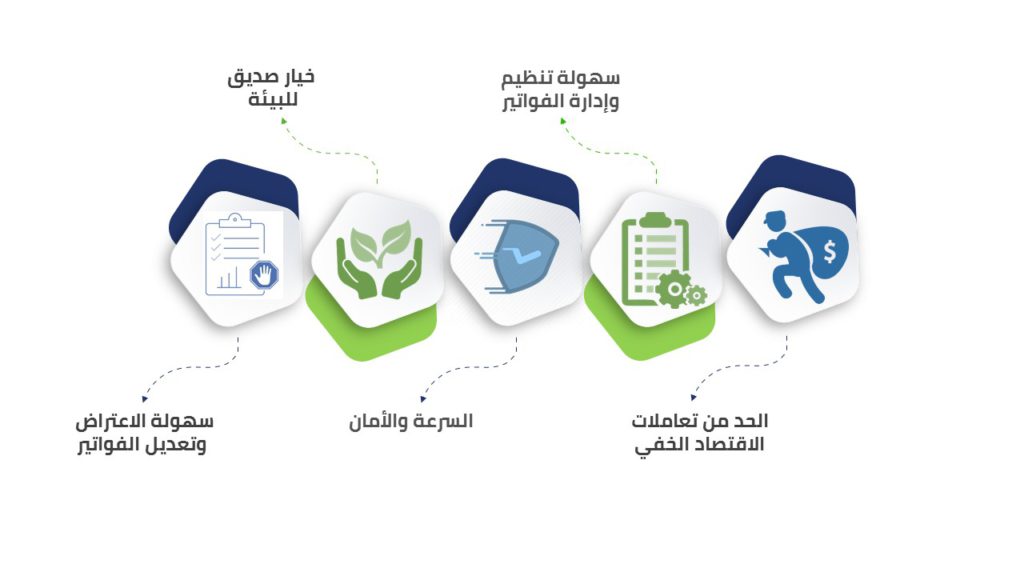 الحد من تعاملات
الاقتصاد الخفي
سهولة تنظيم
وإدارة الفواتير
السرعة والأمان
خيار صديق
للبيئة
سهولة الاعتراض
وتعديل الفواتير
$